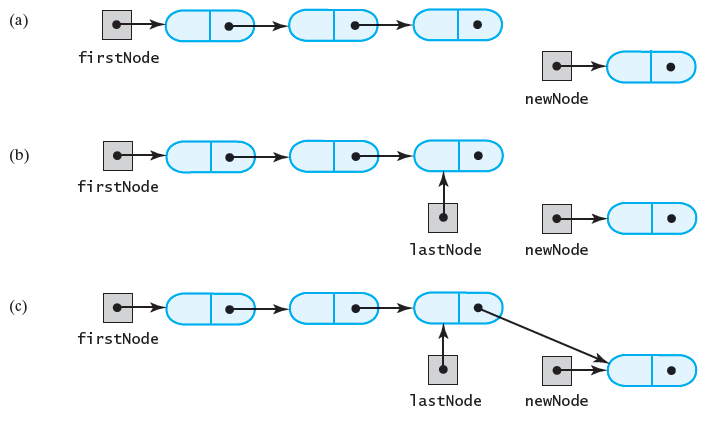 (a)
firstNode
newNode
(b)
firstNode
lastNode newNode
(c)
firstNode
lastNode newNode